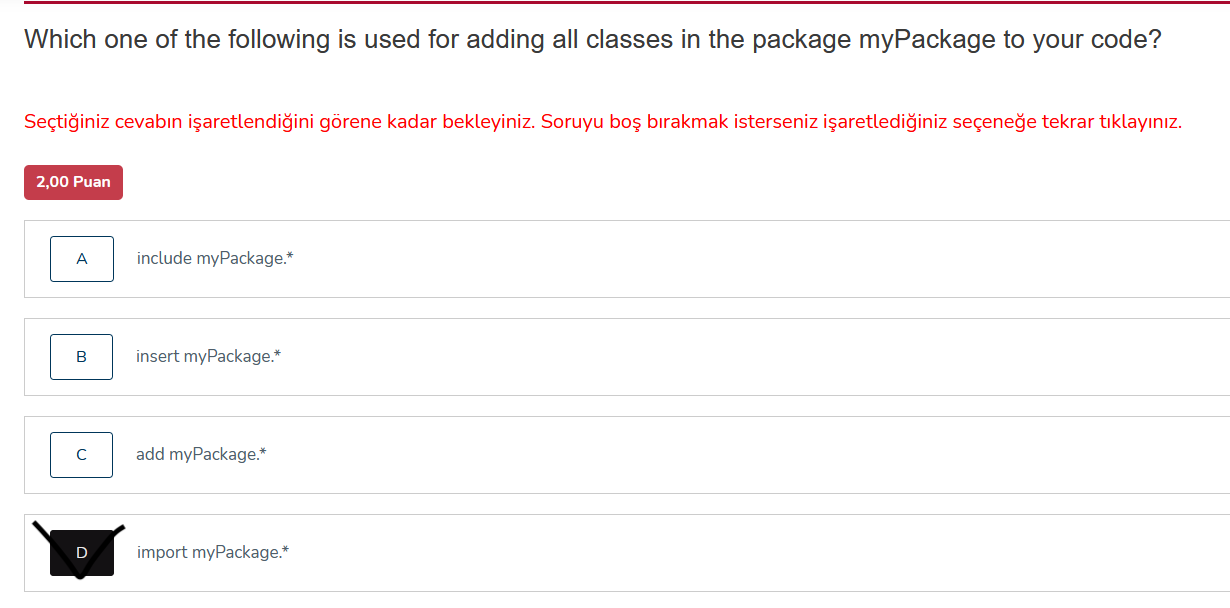 Which one of the following is used for adding all classes in the package myPackage to your code?
Seçtiğiniz cevabın işaretlendiğini görene kadar bekleyiniz. Soruyu boş bırakmak isterseniz işaretlediğiniz seçeneğe tekrar tıklayınız.
2,00 Puan
A include myPackage.*
B insert myPackage.*
C add myPackage.*
D import myPackage.*